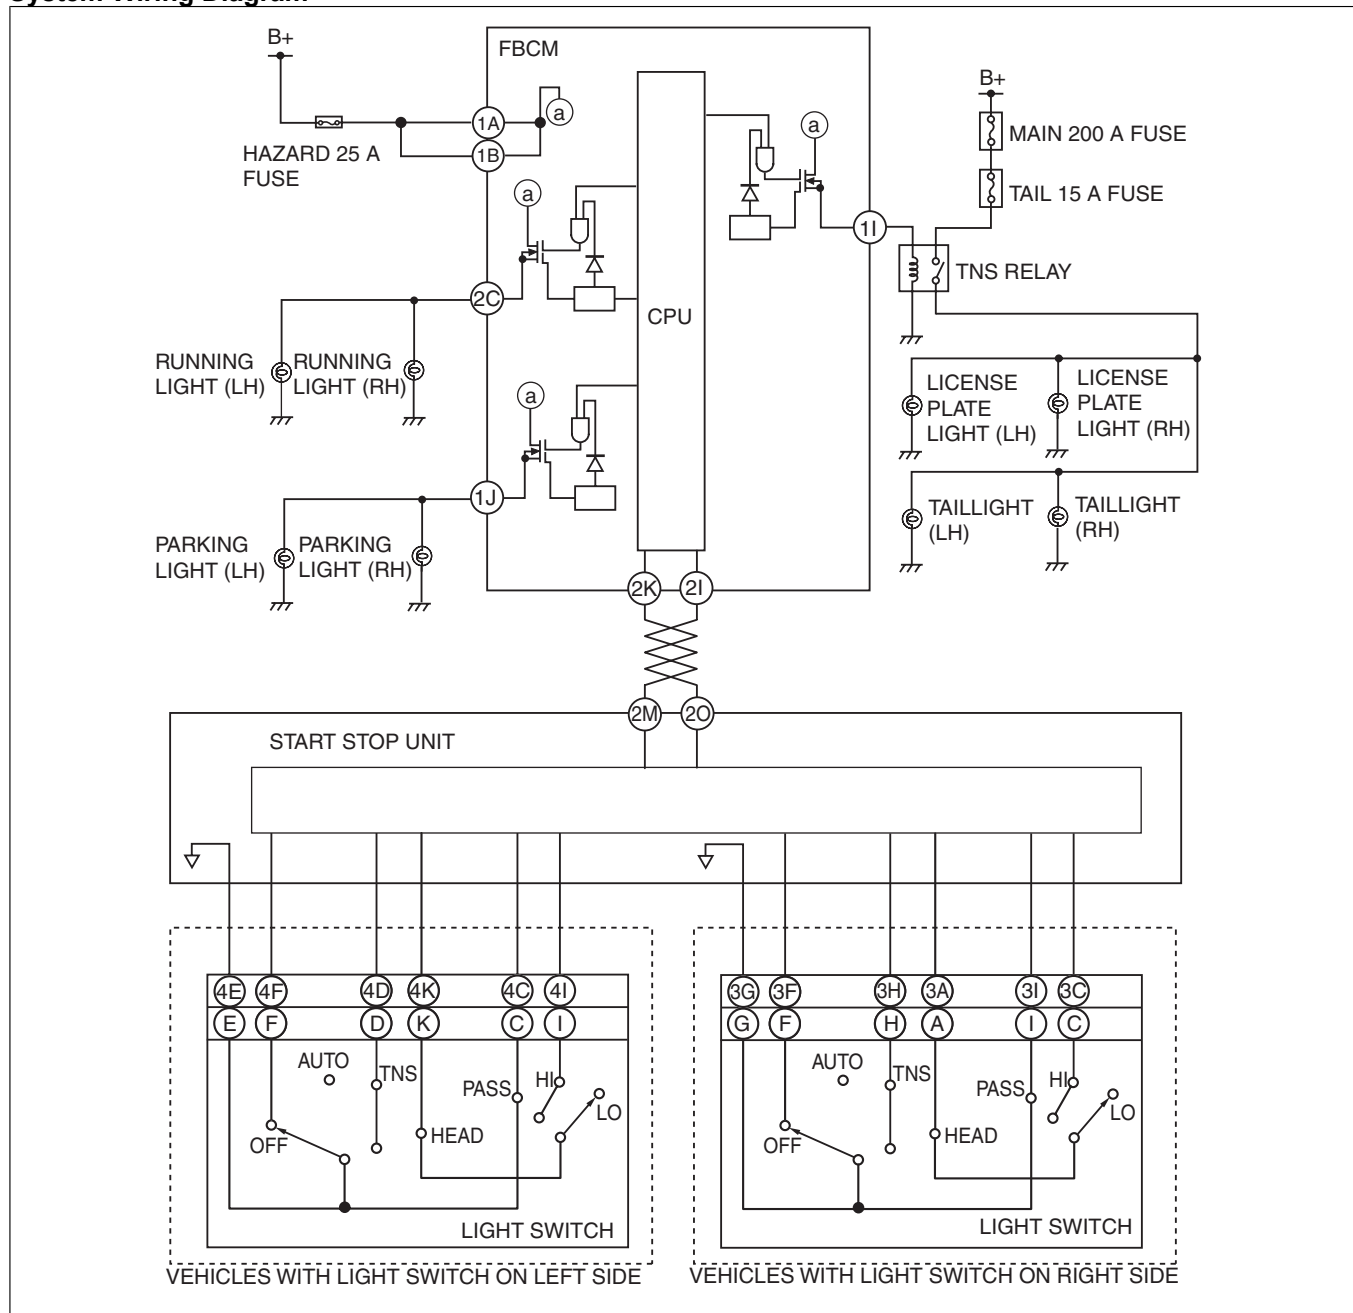 System Wiring Diagram
B+
FBCM
1A
a
1B
HAZARD 25 A
FUSE
a
B+
MAIN 200 A FUSE
TAIL 15 A FUSE
a
1I
TNS RELAY
2C
CPU
RUNNING
LIGHT (LH)
RUNNING
LIGHT (RH)
LICENSE
PLATE
LIGHT (LH)
LICENSE
PLATE
LIGHT (RH)
a
1J
TAILLIGHT
(LH)
TAILLIGHT
(RH)
PARKING
LIGHT (LH)
PARKING
LIGHT (RH)
2K
2I
2M
2O
START STOP UNIT
4E 4F 4D 4K 4C 4I
E F D K C I
AUTO
TNS
PASS
HI
LO
OFF
HEAD
LIGHT SWITCH
VEHICLES WITH LIGHT SWITCH ON LEFT SIDE
3G 3F 3H 3A 3I 3C
G F H A I C
AUTO
TNS
PASS
HI
LO
OFF
HEAD
LIGHT SWITCH
VEHICLES WITH LIGHT SWITCH ON RIGHT SIDE